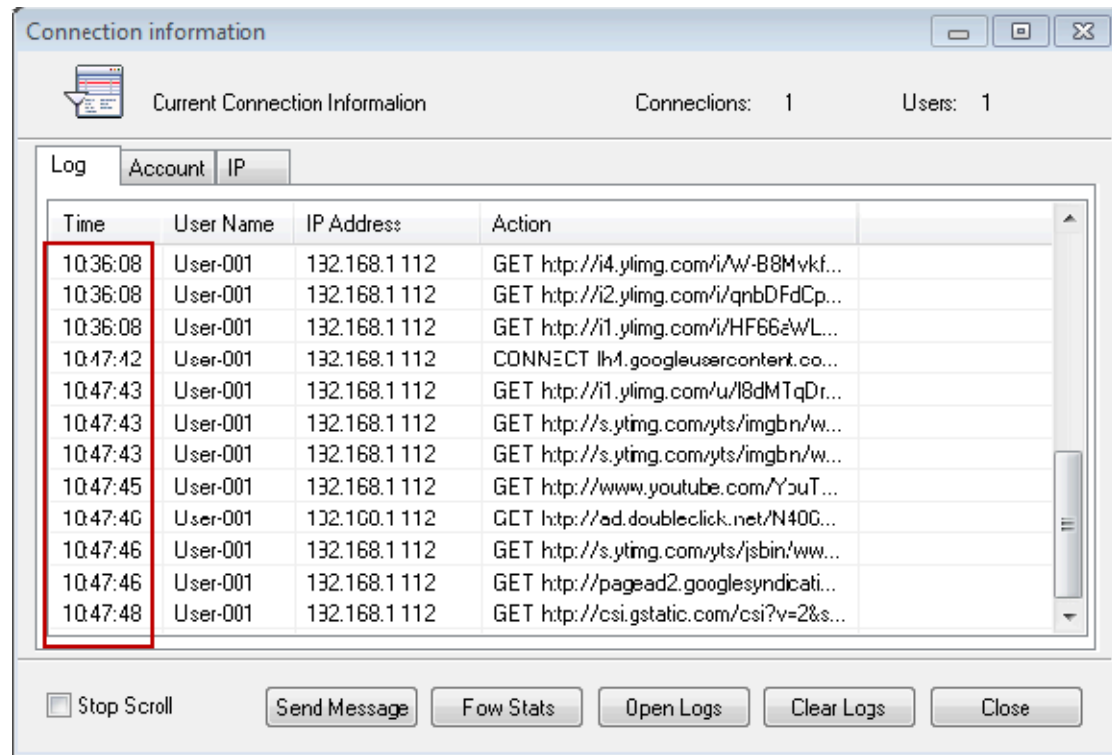 Connection information
Current Connection Information Connections: 1 Users: 1
Log Account IP
Time User Name IP Address Action
10:36:08 User-001 192.168.1.112 GET http://i4.ytimg.com/i/W-B8Mvkf...
10:36:08 User-001 192.168.1.112 GET http://i2.ytimg.com/i/qnbDFdCp...
10:36:08 User-001 192.168.1.112 GET http://i1.ytimg.com/i/HF66aWL...
10:47:42 User-001 192.168.1.112 CONNECT lh4.googleusercontent.co...
10:47:43 User-001 192.168.1.112 GET http://i1.ytimg.com/u/l8dMTqDr...
10:47:43 User-001 192.168.1.112 GET http://s.ytimg.com/yts/imgbin/w...
10:47:43 User-001 192.168.1.112 GET http://s.ytimg.com/yts/imgbin/w...
10:47:45 User-001 192.168.1.112 GET http://www.youtube.com/YouT...
10:47:46 User-001 192.168.1.112 GET http://ad.doubleclick.net/N406...
10:47:46 User-001 192.168.1.112 GET http://s.ytimg.com/yts/jsbin/ww...
10:47:46 User-001 192.168.1.112 GET http://pagead2.googlesyndicati...
10:47:48 User-001 192.168.1.112 GET http://csi.gstatic.com/csi?v=2&s...
Stop Scroll Send Message Fow Stats Open Logs Clear Logs Close